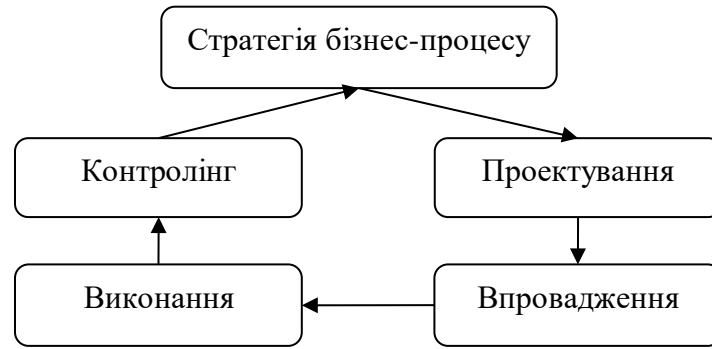 Стратегія бізнес-процесу
Контролінг
Проектування
Виконання
Впровадження